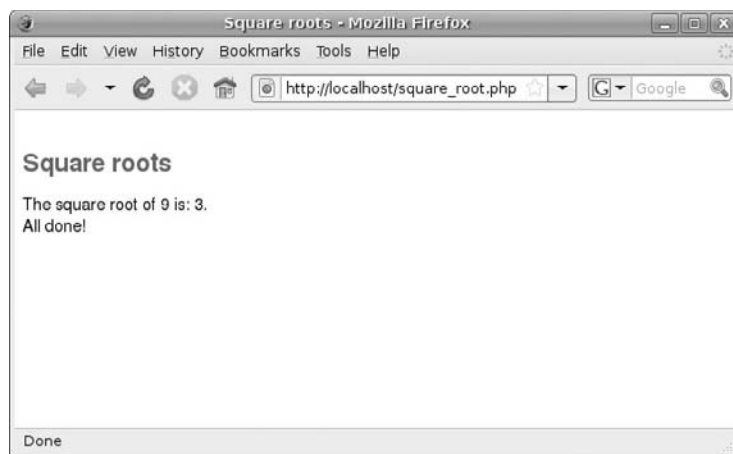 Square roots - Mozilla Firefox
File Edit View History Bookmarks Tools Help
http://localhost/square_root.php G Google
Square roots
The square root of 9 is: 3.
All done!
Done